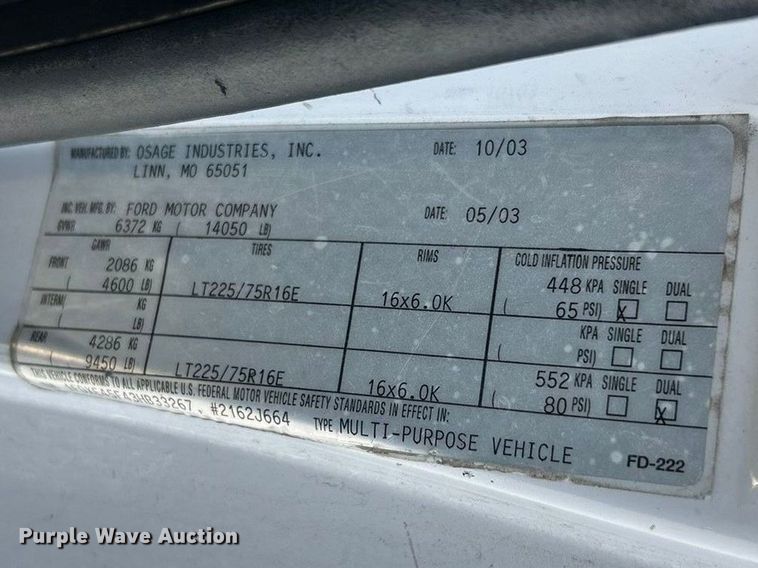 MANUFACTURED BY: OSAGE INDUSTRIES, INC. DATE: 10/03
LINN, MO 65051
INC. VEH. MFG. BY: FORD MOTOR COMPANY DATE: 05/03
GVWR 6372 KG ( 14050 LB)
GAWR TIRES RIMS COLD INFLATION PRESSURE
FRONT 2086 KG 448 KPA SINGLE DUAL
( 4600 LB) LT225/75R16E 16x6.0K ( 65 PSI) X
INTERM KG KPA SINGLE DUAL
( LB) ( PSI)
REAR 4286 KG 552 KPA SINGLE DUAL
( 9450 LB) LT225/75R16E 16x6.0K ( 80 PSI) X
THIS VEHICLE CONFORMS TO ALL APPLICABLE U.S. FEDERAL MOTOR VEHICLE SAFETY STANDARDS IN EFFECT IN:
#2162J664 TYPE MULTI-PURPOSE VEHICLE FD-222
Purple Wave Auction